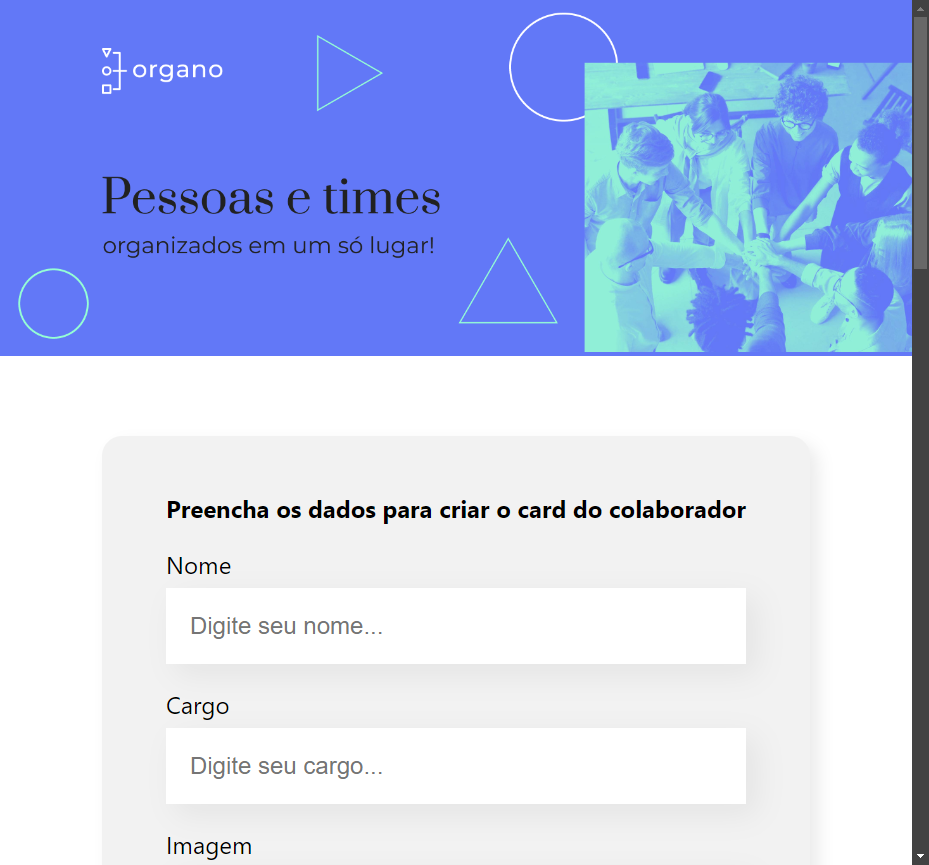 organo
Pessoas e times
organizados em um só lugar!
Preencha os dados para criar o card do colaborador
Nome
Digite seu nome...
Cargo
Digite seu cargo...
Imagem